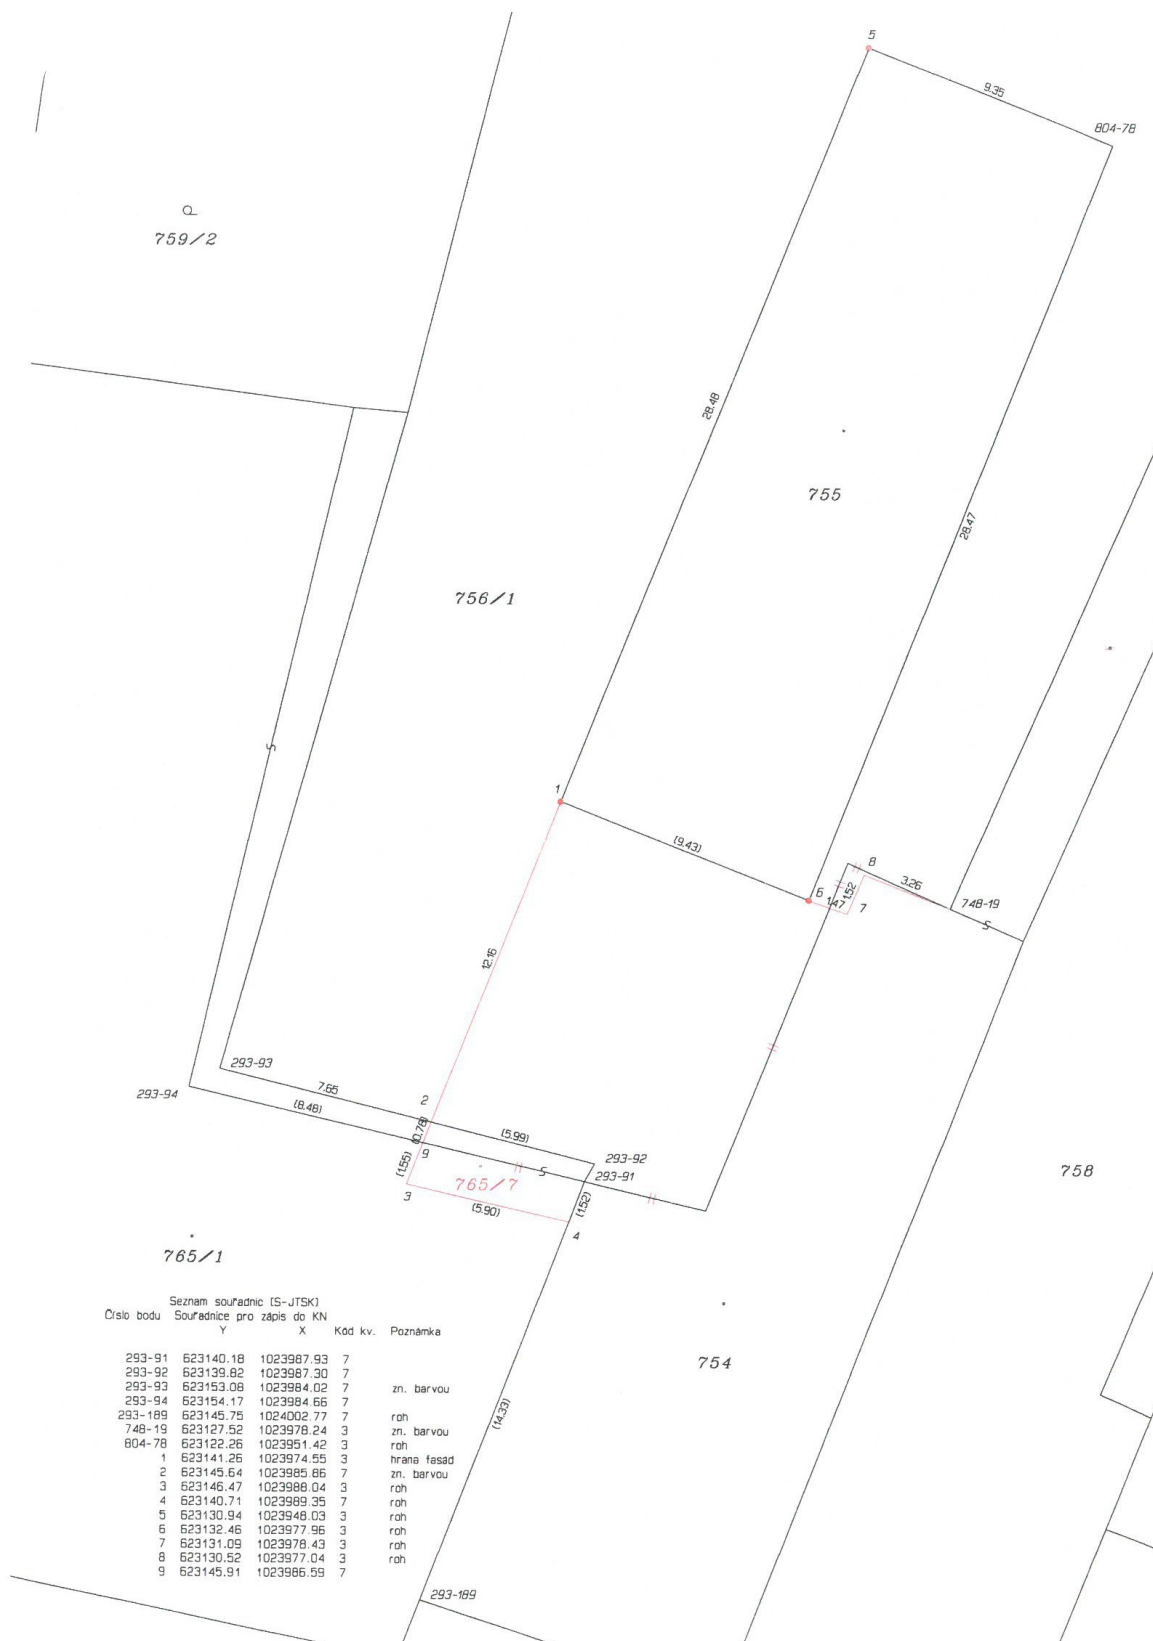 5
9.35
804-78
759/2
28.48
755
28.47
756/1
1
(9.43)
6
1.47
1.52
7
8
3.26
748-19
S
S
12.16
293-93
293-94
7.65
(8.48)
2
(0.78)
(5.99)
293-92
293-91
9
S
(1.55)
765/7
3
(5.90)
(1.52)
4
758
765/1
754
(14.33)
293-189
Seznam souřadnic (S-JTSK)
Číslo bodu Souřadnice pro zápis do KN
Y X Kód kv. Poznámka
293-91 623140.18 1023987.93 7
293-92 623139.82 1023987.30 7
293-93 623153.08 1023984.02 7 zn. barvou
293-94 623154.17 1023984.66 7
293-189 623145.75 1024002.77 7 roh
748-19 623127.52 1023978.24 3 zn. barvou
804-78 623122.26 1023951.42 3 roh
1 623141.26 1023974.55 3 hrana fasád
2 623145.64 1023985.86 7 zn. barvou
3 623146.47 1023988.04 3 roh
4 623140.71 1023989.35 7 roh
5 623130.94 1023948.03 3 roh
6 623132.46 1023977.96 3 roh
7 623131.09 1023978.43 3 roh
8 623130.52 1023977.04 3 roh
9 623145.91 1023986.59 7